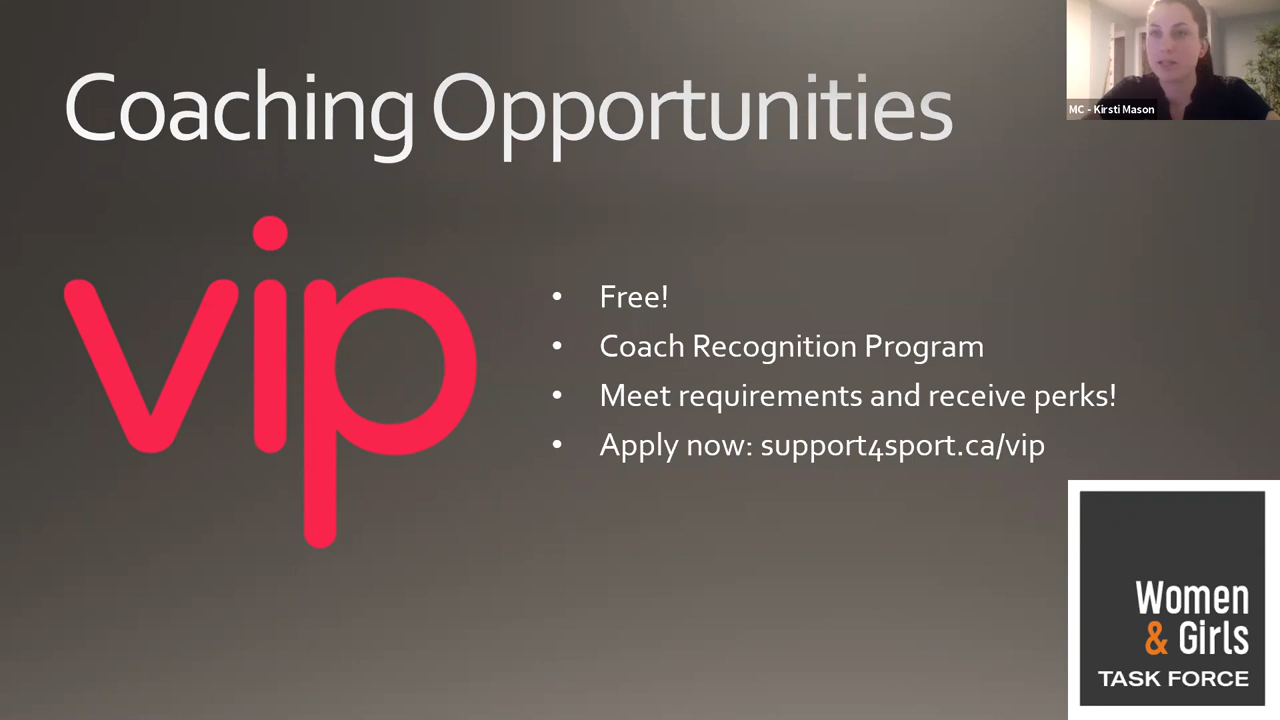 Coaching Opportunities
MC - Kirsti Mason
vip
• Free!
• Coach Recognition Program
• Meet requirements and receive perks!
• Apply now: support4sport.ca/vip
Women
& Girls
TASK FORCE